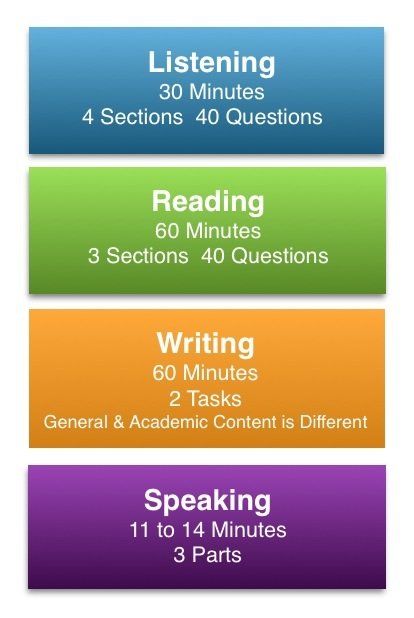 Listening
30 Minutes
4 Sections  40 Questions
Reading
60 Minutes
3 Sections  40 Questions
Writing
60 Minutes
2 Tasks
General & Academic Content is Different
Speaking
11 to 14 Minutes
3 Parts